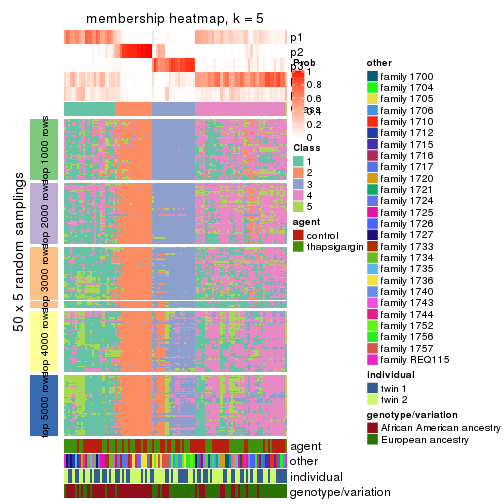 membership heatmap, k = 5
p1
p2
p3
50 x 5 random samplings
top 1000 rows
top 2000 rows
top 3000 rows
top 4000 rows
top 5000 rows
agent
other
individual
genotype/variation
Prob
1
0.8
0.6
0.4
0.2
0
Class
1
2
3
4
5
agent
control
thapsigargin
other
family 1700
family 1704
family 1705
family 1706
family 1710
family 1712
family 1715
family 1716
family 1717
family 1720
family 1721
family 1724
family 1725
family 1726
family 1727
family 1733
family 1734
family 1735
family 1736
family 1740
family 1743
family 1744
family 1752
family 1756
family 1757
family REQ115
individual
twin 1
twin 2
genotype/variation
African American ancestry
European ancestry